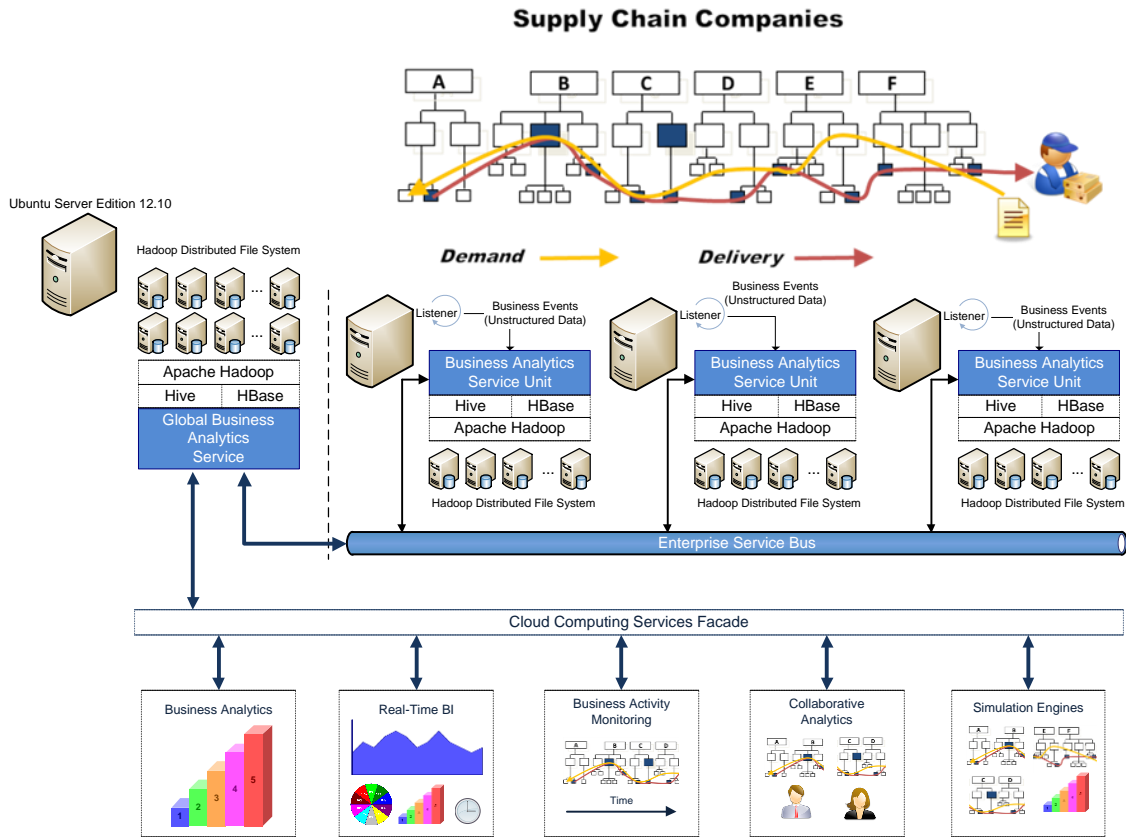 Supply Chain Companies
A
B
C
D
E
F
Ubuntu Server Edition 12.10
Hadoop Distributed File System
...
...
Apache Hadoop
Hive
HBase
Global Business
Analytics
Service
Demand
Delivery
Listener
Business Events
(Unstructured Data)
Business Analytics
Service Unit
Hive
HBase
Apache Hadoop
...
Hadoop Distributed File System
Listener
Business Events
(Unstructured Data)
Business Analytics
Service Unit
Hive
HBase
Apache Hadoop
...
Hadoop Distributed File System
Listener
Business Events
(Unstructured Data)
Business Analytics
Service Unit
Hive
HBase
Apache Hadoop
...
Hadoop Distributed File System
Enterprise Service Bus
Cloud Computing Services Facade
Business Analytics
1
2
3
4
5
Real-Time BI
Business Activity
Monitoring
A
B
C
D
Time
Collaborative
Analytics
A
B
C
D
Simulation Engines
A
B
E
F
C
D